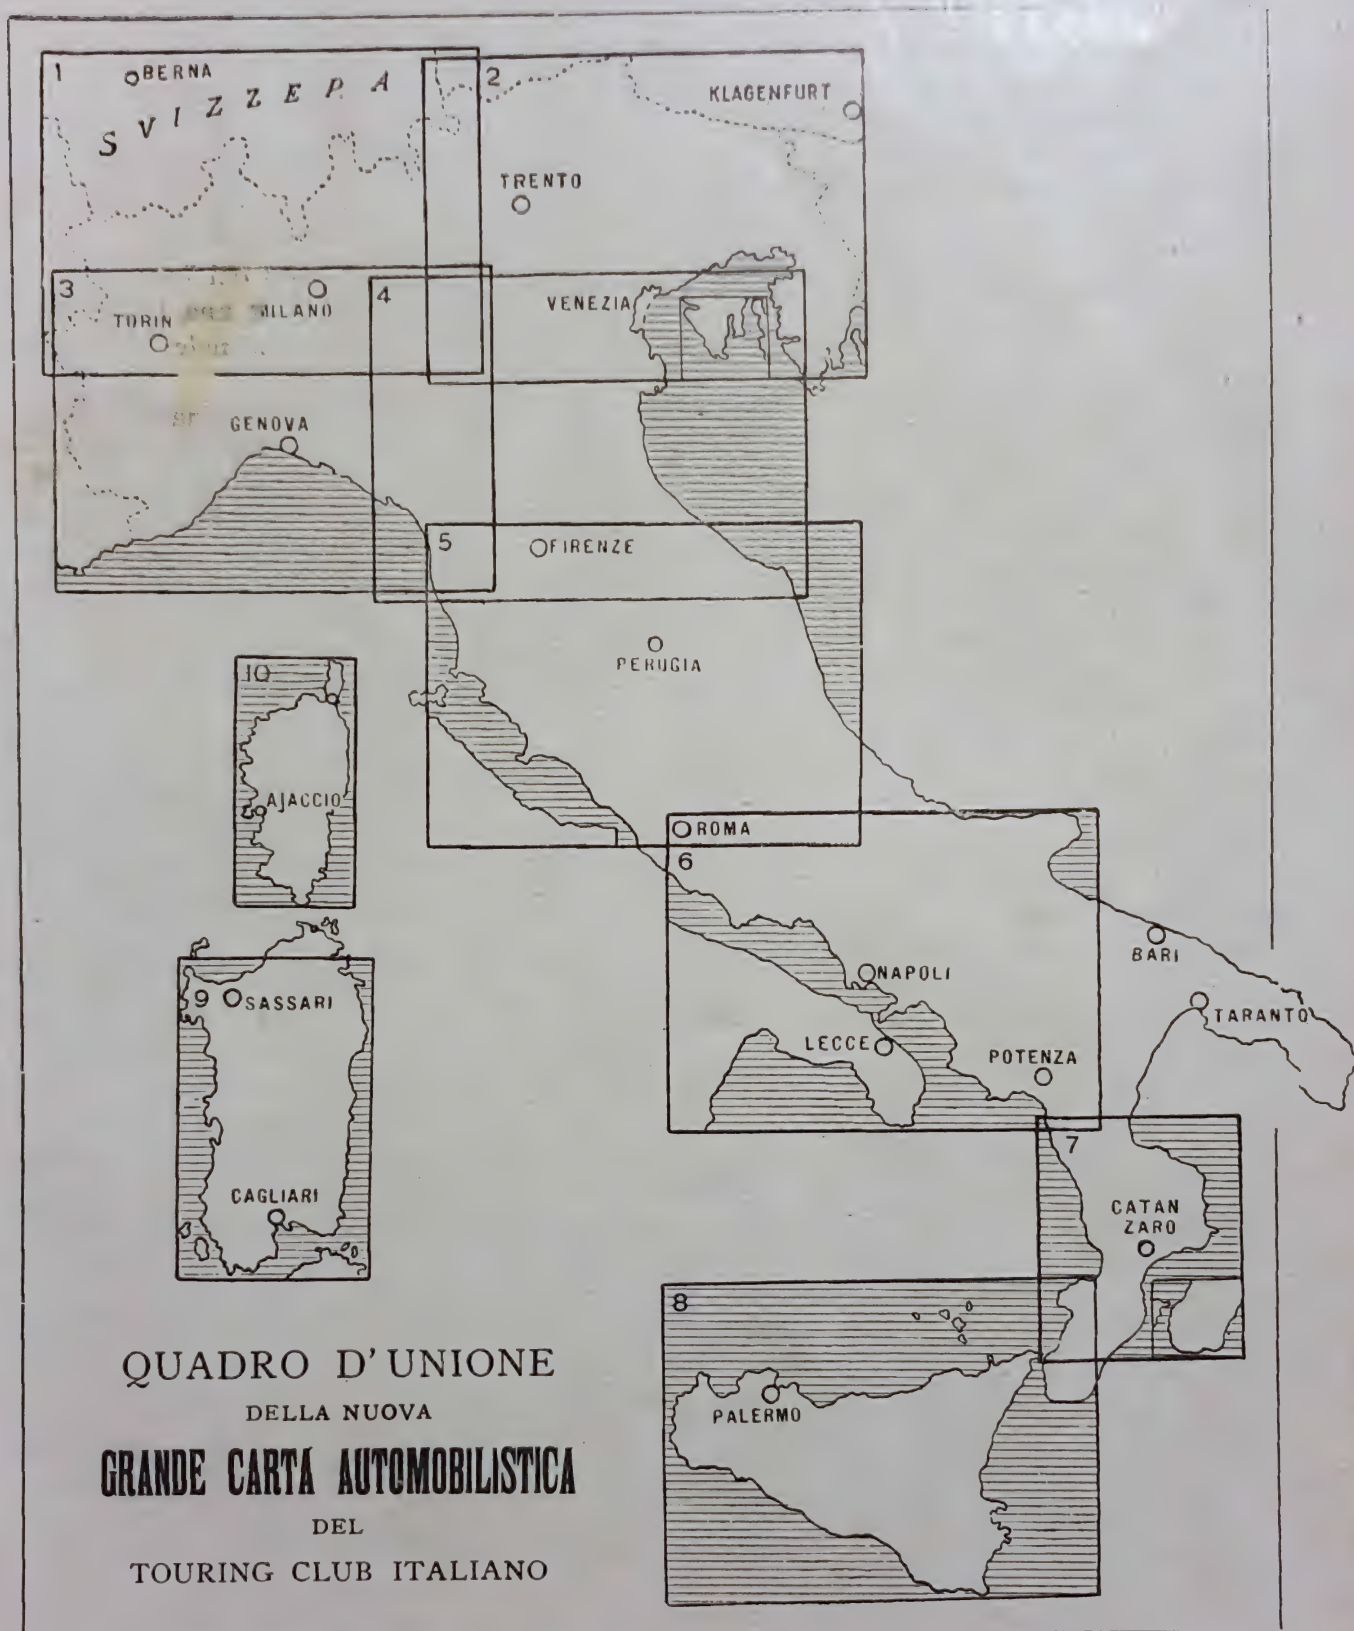 1
BERNA
SVIZZERA
2
KLAGENFURT
TRENTO
3
MILANO
TORIN
4
VENEZIA
GENOVA
5
FIRENZE
PERUGIA
10
AJACCIO
ROMA
6
BARI
NAPOLI
9
SASSARI
TARANTO
LECCE
POTENZA
7
CAGLIARI
CATAN
ZARO
8
PALERMO
QUADRO D'UNIONE
DELLA NUOVA
GRANDE CARTA AUTOMOBILISTICA
DEL
TOURING CLUB ITALIANO